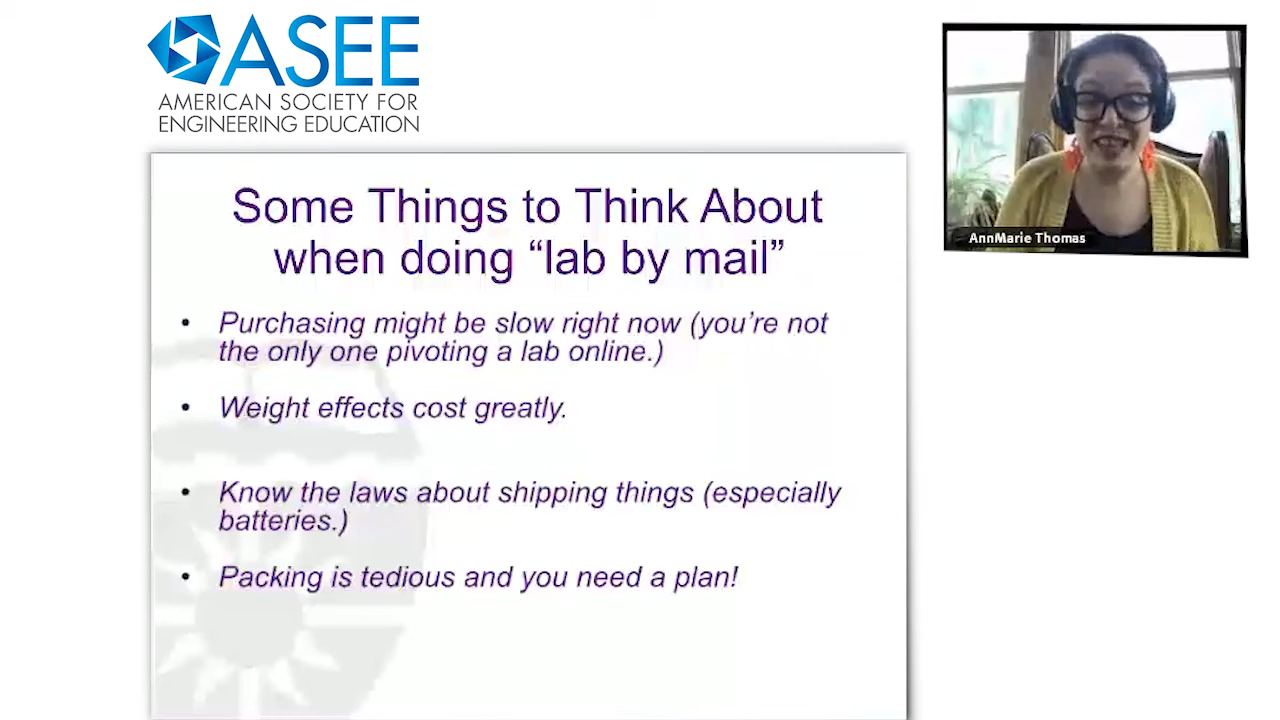 ASEE
AMERICAN SOCIETY FOR
ENGINEERING EDUCATION
AnnMarie Thomas
Some Things to Think About
when doing “lab by mail”
• Purchasing might be slow right now (you’re not
the only one pivoting a lab online.)
• Weight effects cost greatly.
• Know the laws about shipping things (especially
batteries.)
• Packing is tedious and you need a plan!